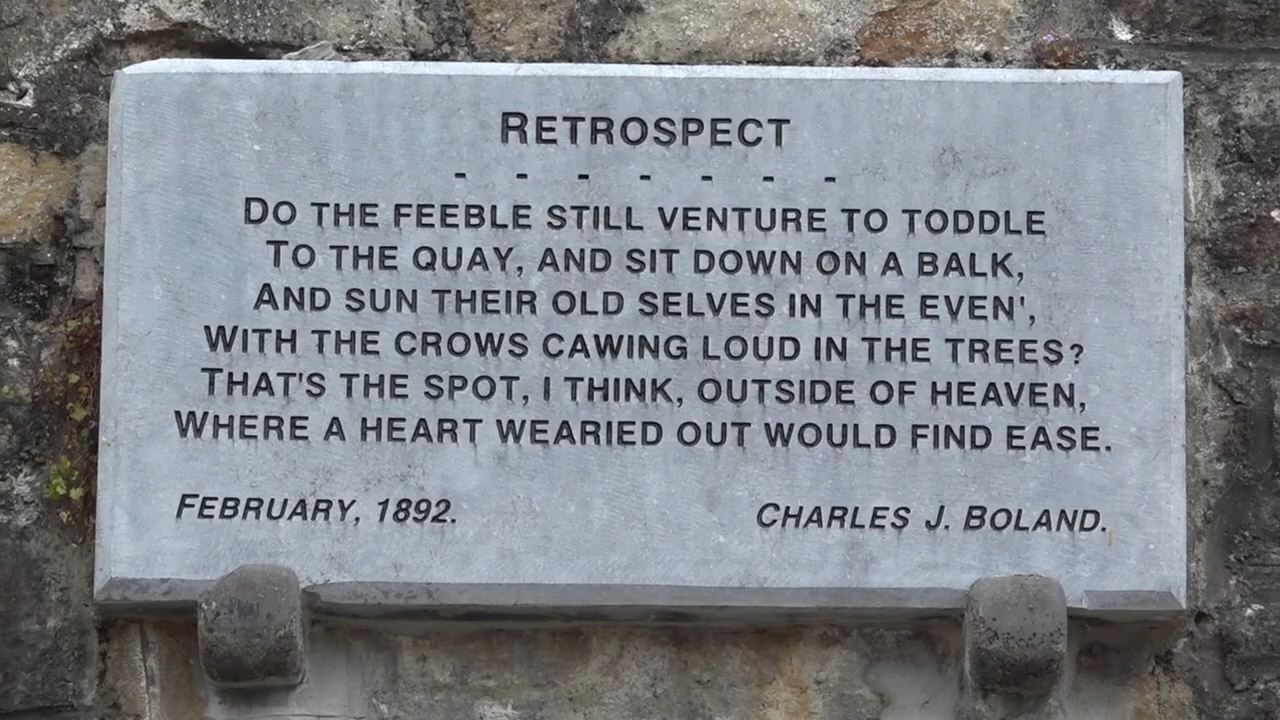 RETROSPECT
- - - - - - -
DO THE FEEBLE STILL VENTURE TO TODDLE
TO THE QUAY, AND SIT DOWN ON A BALK,
AND SUN THEIR OLD SELVES IN THE EVEN',
WITH THE CROWS CAWING LOUD IN THE TREES?
THAT'S THE SPOT, I THINK, OUTSIDE OF HEAVEN,
WHERE A HEART WEARIED OUT WOULD FIND EASE.
FEBRUARY, 1892. CHARLES J. BOLAND.